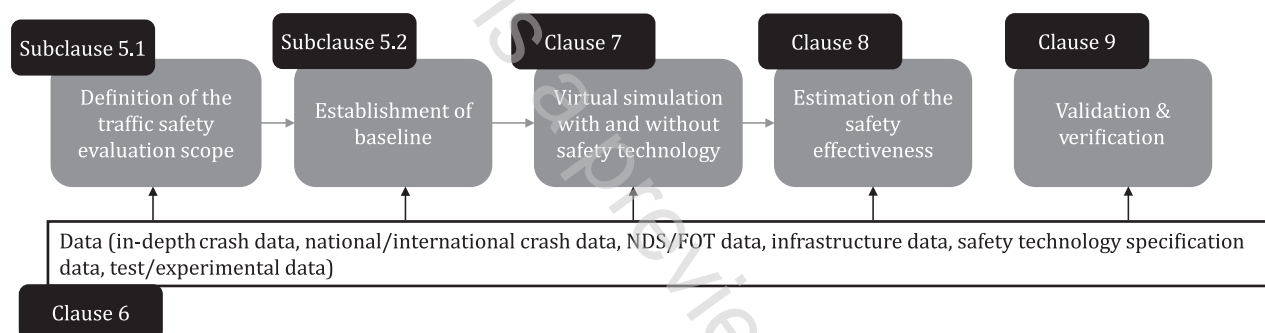 Subclause 5.1
Definition of the
traffic safety
evaluation scope
Subclause 5.2
Establishment of
baseline
Clause 7
Virtual simulation
with and without
safety technology
Clause 8
Estimation of the
safety
effectiveness
Clause 9
Validation &
verification
Data (in-depth crash data, national/international crash data, NDS/FOT data, infrastructure data, safety technology specification
data, test/experimental data)
Clause 6
is a previe